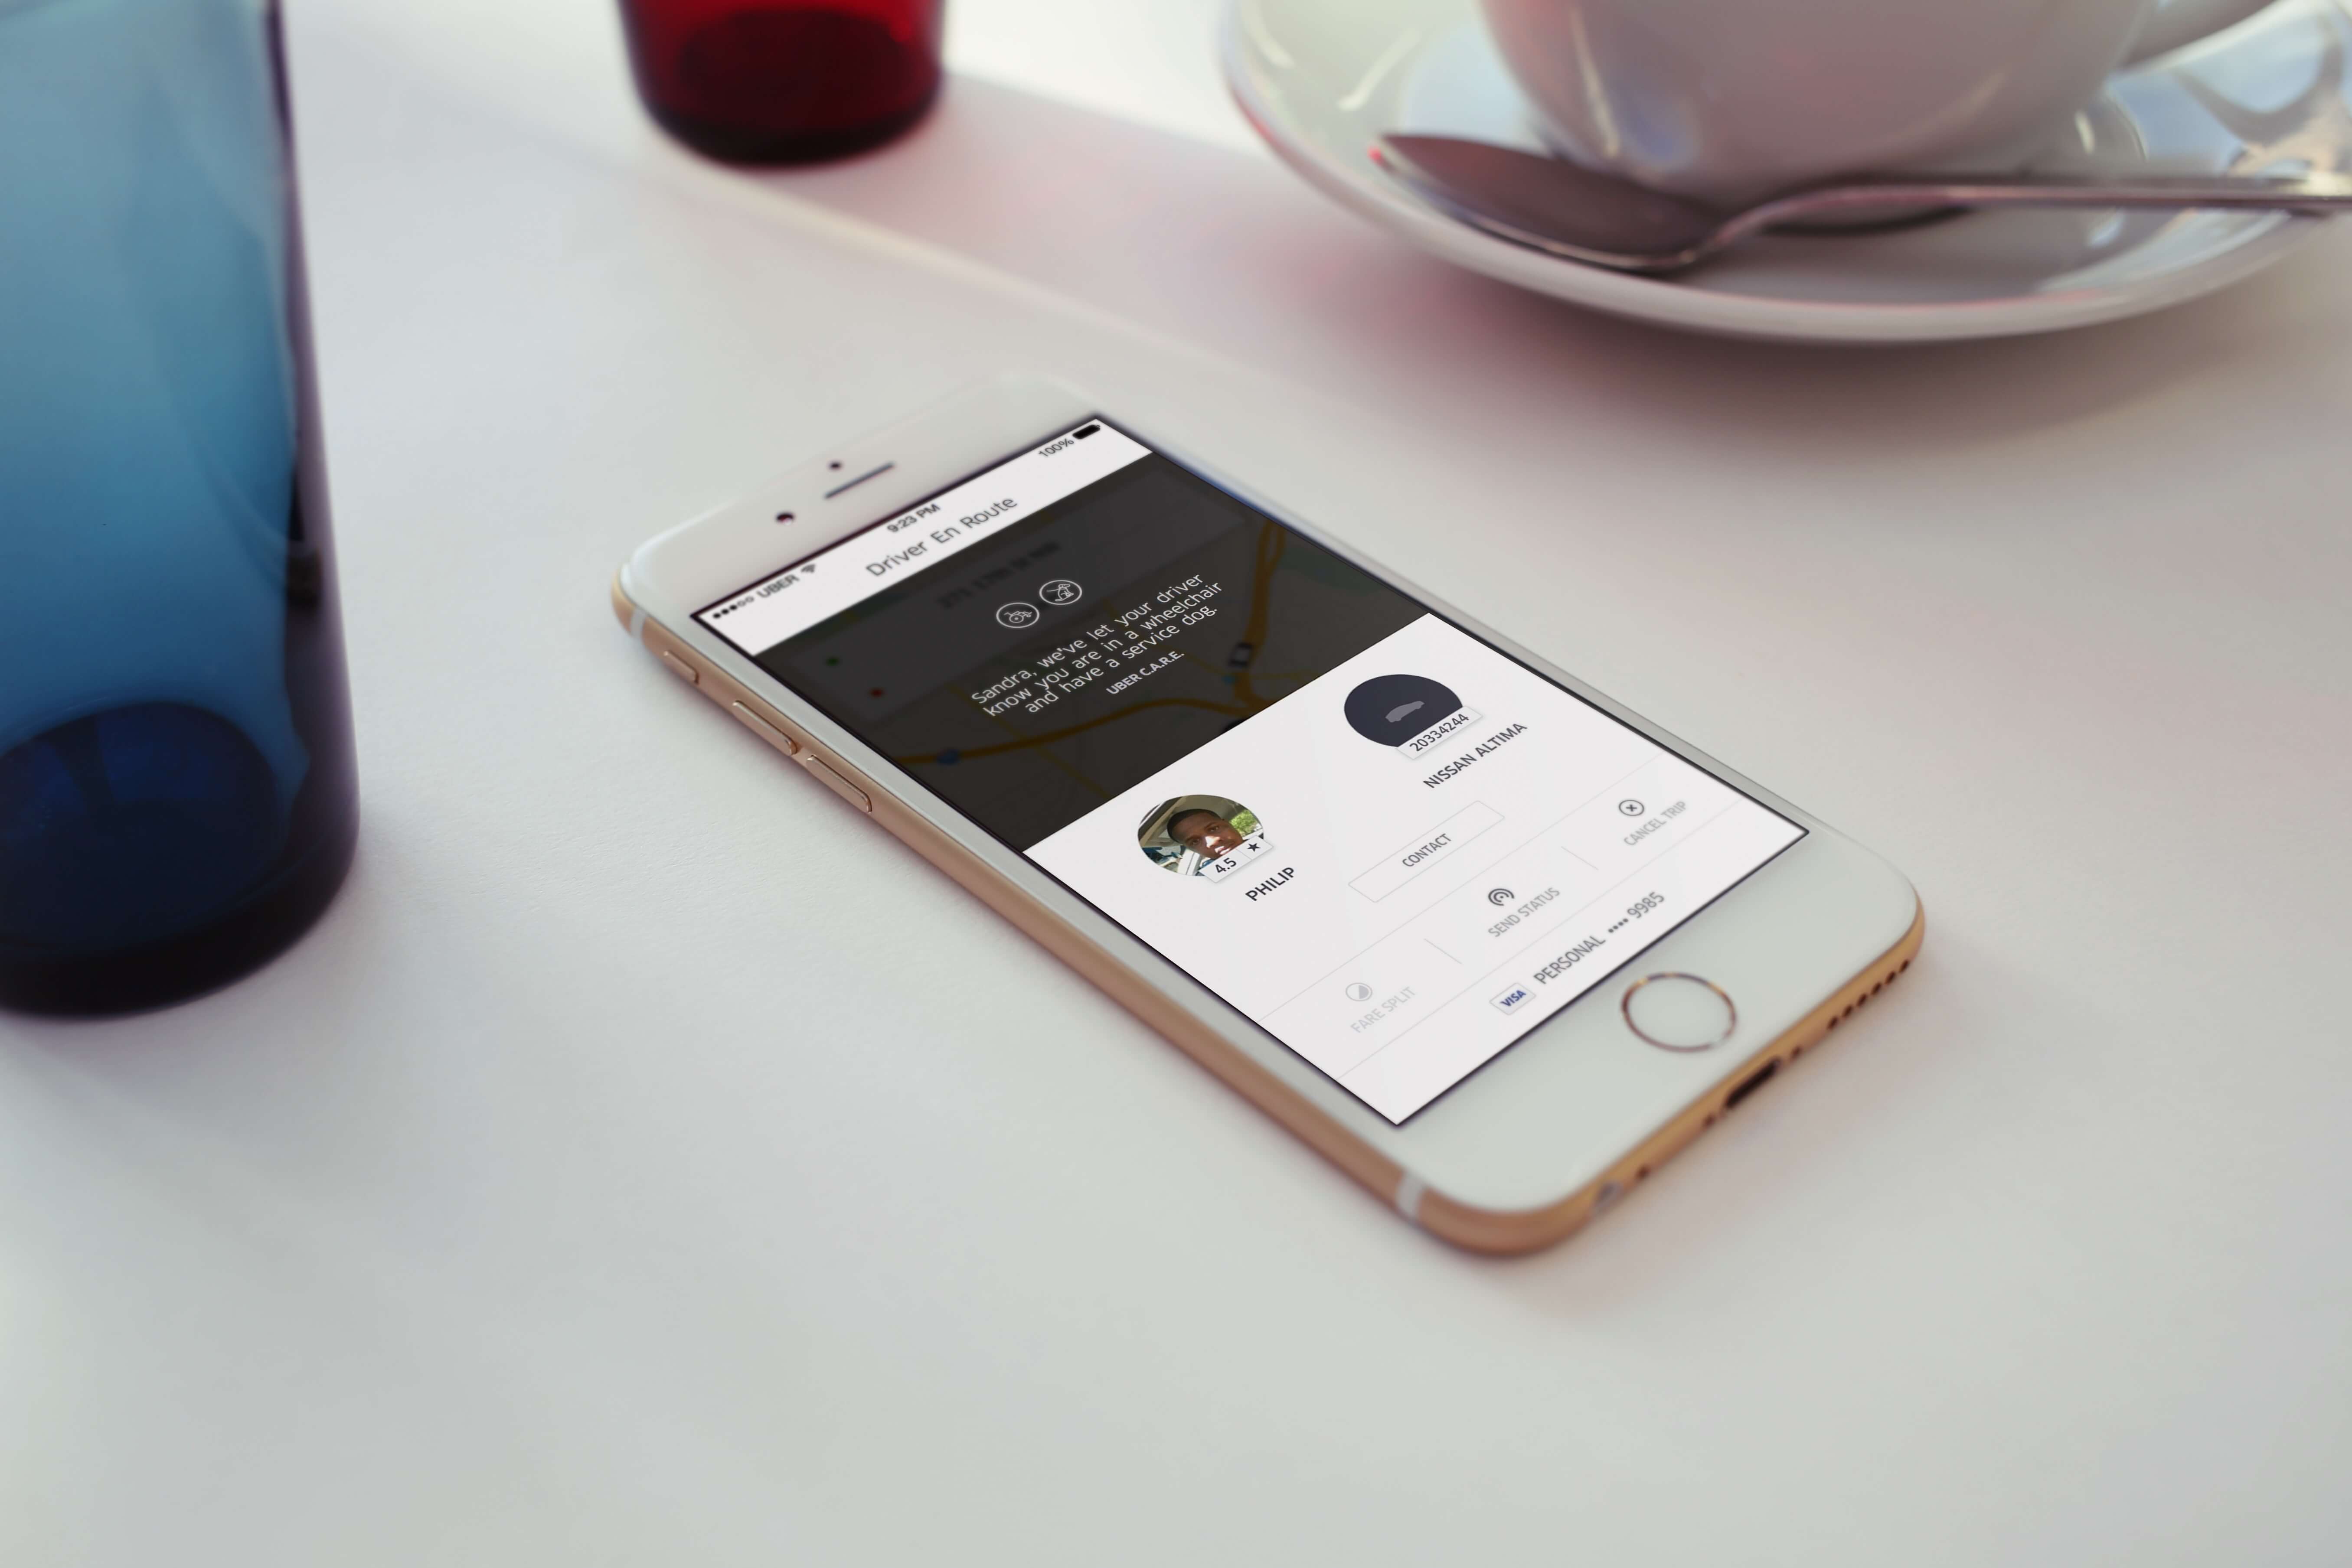 ●●●○○ UBER
9:23 PM
100%
Driver En Route
Sandra, we've let your driver
know you are in a wheelchair
and have a service dog.
UBER C.A.R.E.
4.5 ★
PHILIP
20334244
NISSAN ALTIMA
CONTACT
FARE SPLIT
SEND STATUS
CANCEL TRIP
VISA PERSONAL •••• 9985